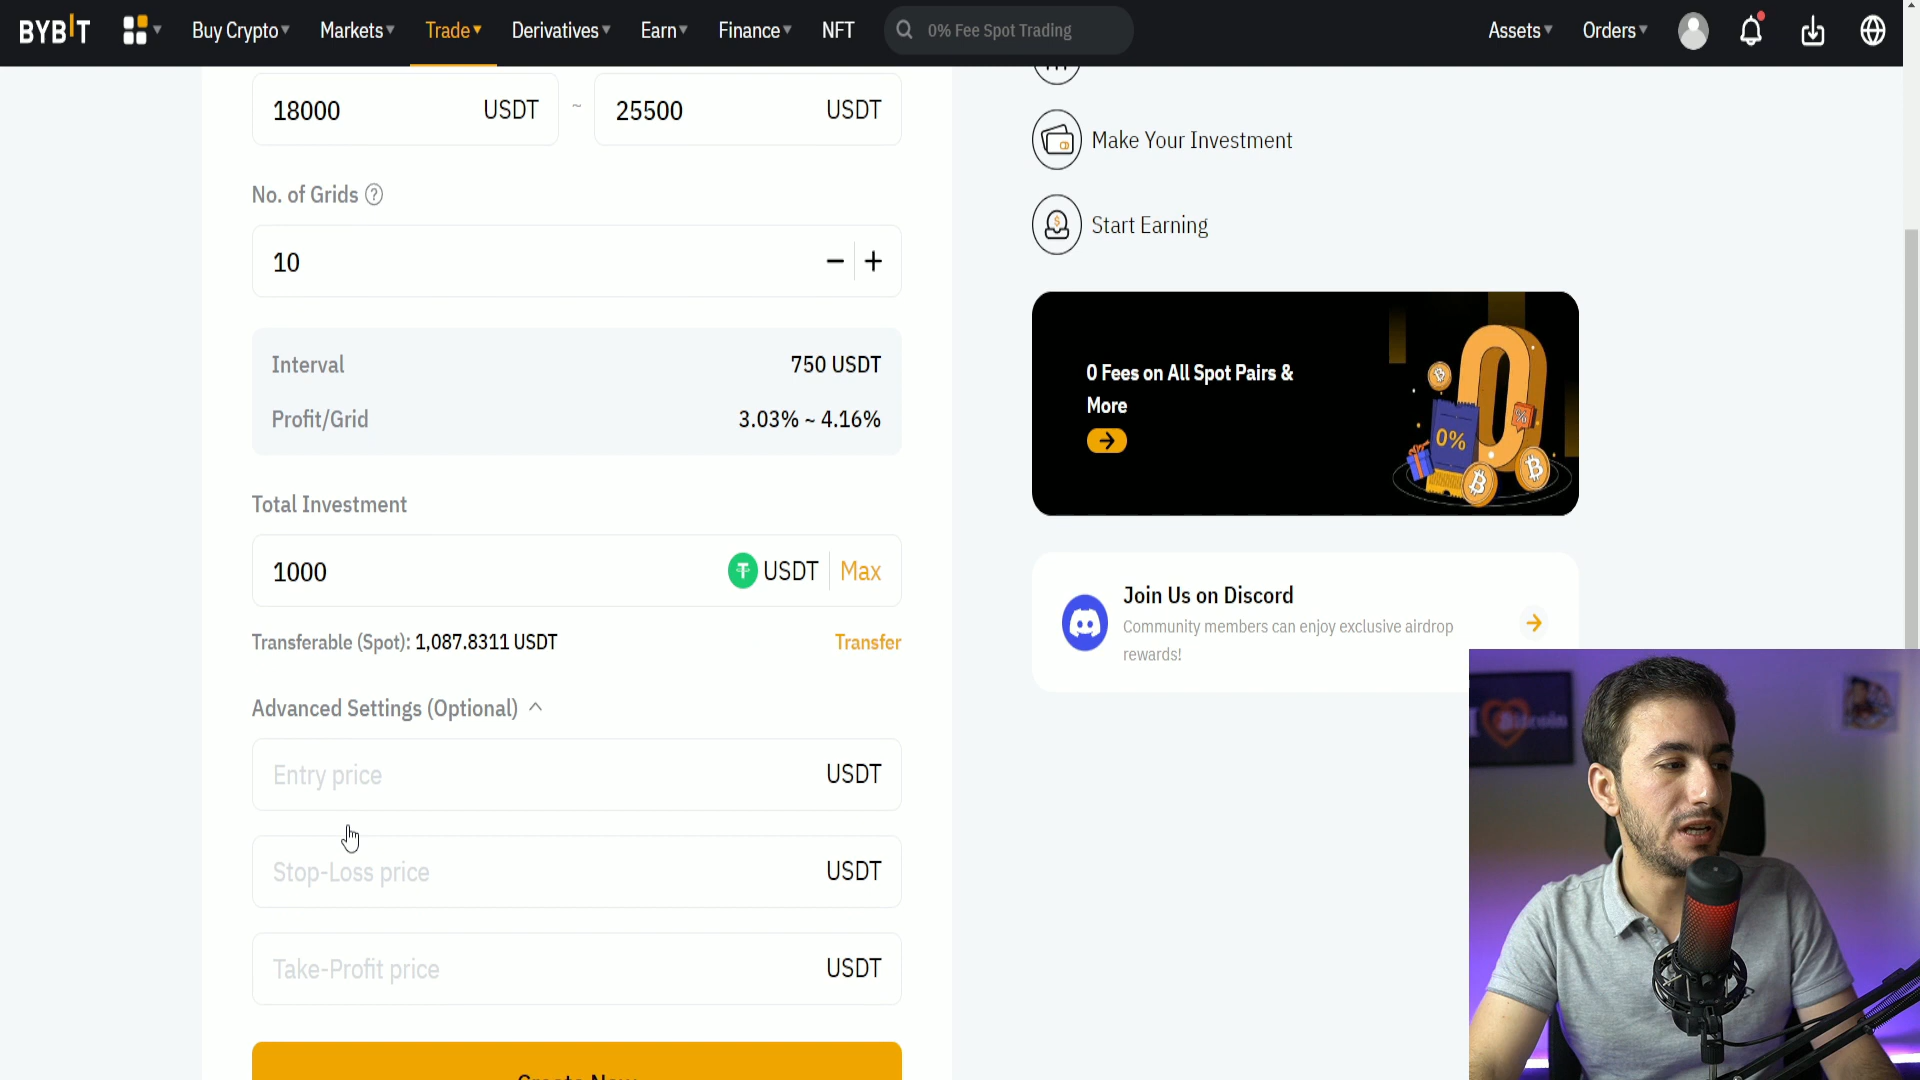 BYBIT
Buy Crypto
Markets
Trade
Derivatives
Earn
Finance
NFT
0% Fee Spot Trading
Assets
Orders
18000 USDT ~ 25500 USDT
No. of Grids ?
10 − +
Interval 750 USDT
Profit/Grid 3.03% ~ 4.16%
Total Investment
1000 USDT Max
Transferable (Spot): 1,087.8311 USDT Transfer
Advanced Settings (Optional)
Entry price USDT
Stop-Loss price USDT
Take-Profit price USDT
Create Now
Make Your Investment
Start Earning
0 Fees on All Spot Pairs &
More
0%
%
Join Us on Discord
Community members can enjoy exclusive airdrop
rewards!
I Bitcoin